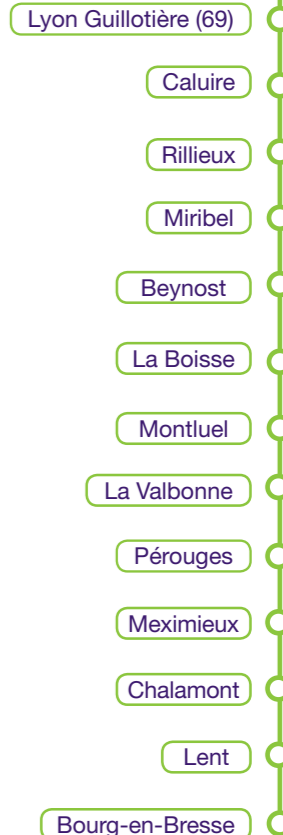 Lyon Guillotière (69)
Caluire
Rillieux
Miribel
Beynost
La Boisse
Montluel
La Valbonne
Pérouges
Meximieux
Chalamont
Lent
Bourg-en-Bresse